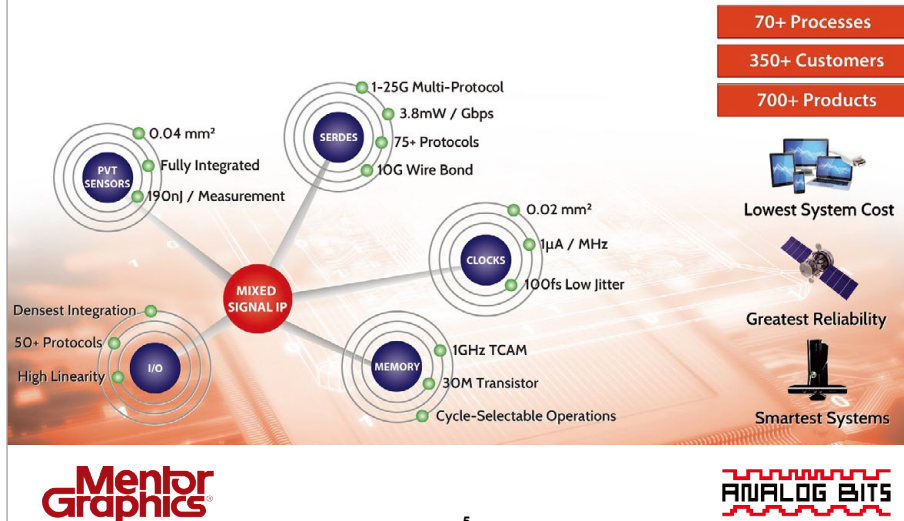 70+ Processes
350+ Customers
700+ Products
1-25G Multi-Protocol
3.8mW / Gbps
75+ Protocols
10G Wire Bond
SERDES
0.04 mm²
Fully Integrated
190nJ / Measurement
PVT
SENSORS
0.02 mm²
1µA / MHz
100fs Low Jitter
CLOCKS
MIXED
SIGNAL IP
Densest Integration
50+ Protocols
High Linearity
I/O
1GHz TCAM
30M Transistor
Cycle-Selectable Operations
MEMORY
Lowest System Cost
Greatest Reliability
Smartest Systems
Mentor
Graphics®
5
ANALOG BITS